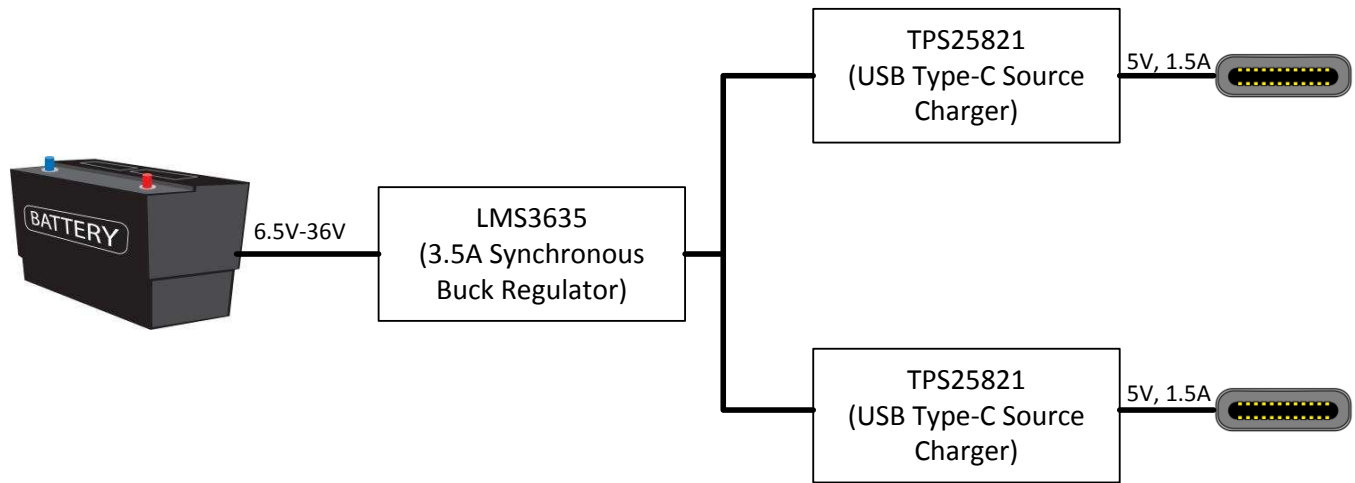 BATTERY
6.5V-36V
LMS3635
(3.5A Synchronous
Buck Regulator)
TPS25821
(USB Type-C Source
Charger)
5V, 1.5A
TPS25821
(USB Type-C Source
Charger)
5V, 1.5A